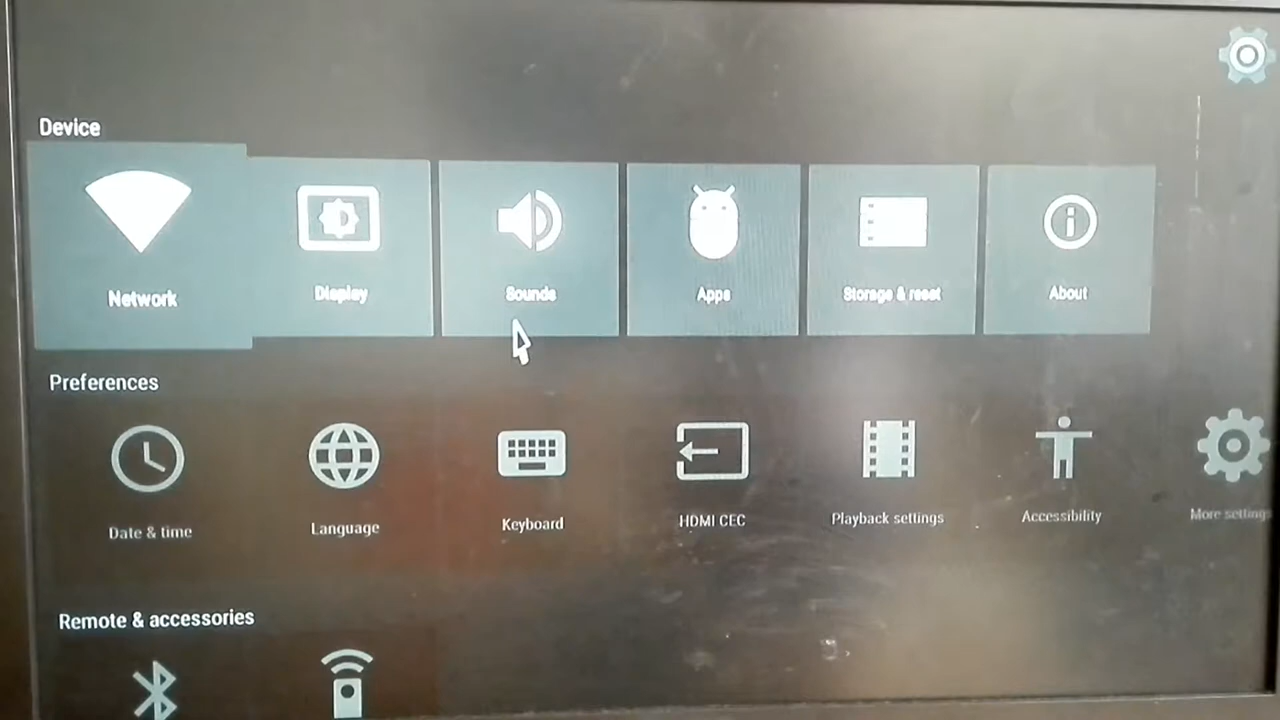 Device
Network
Display
Sounds
Apps
Storage & reset
About
Preferences
Date & time
Language
Keyboard
HDMI CEC
Playback settings
Accessibility
More settings
Remote & accessories